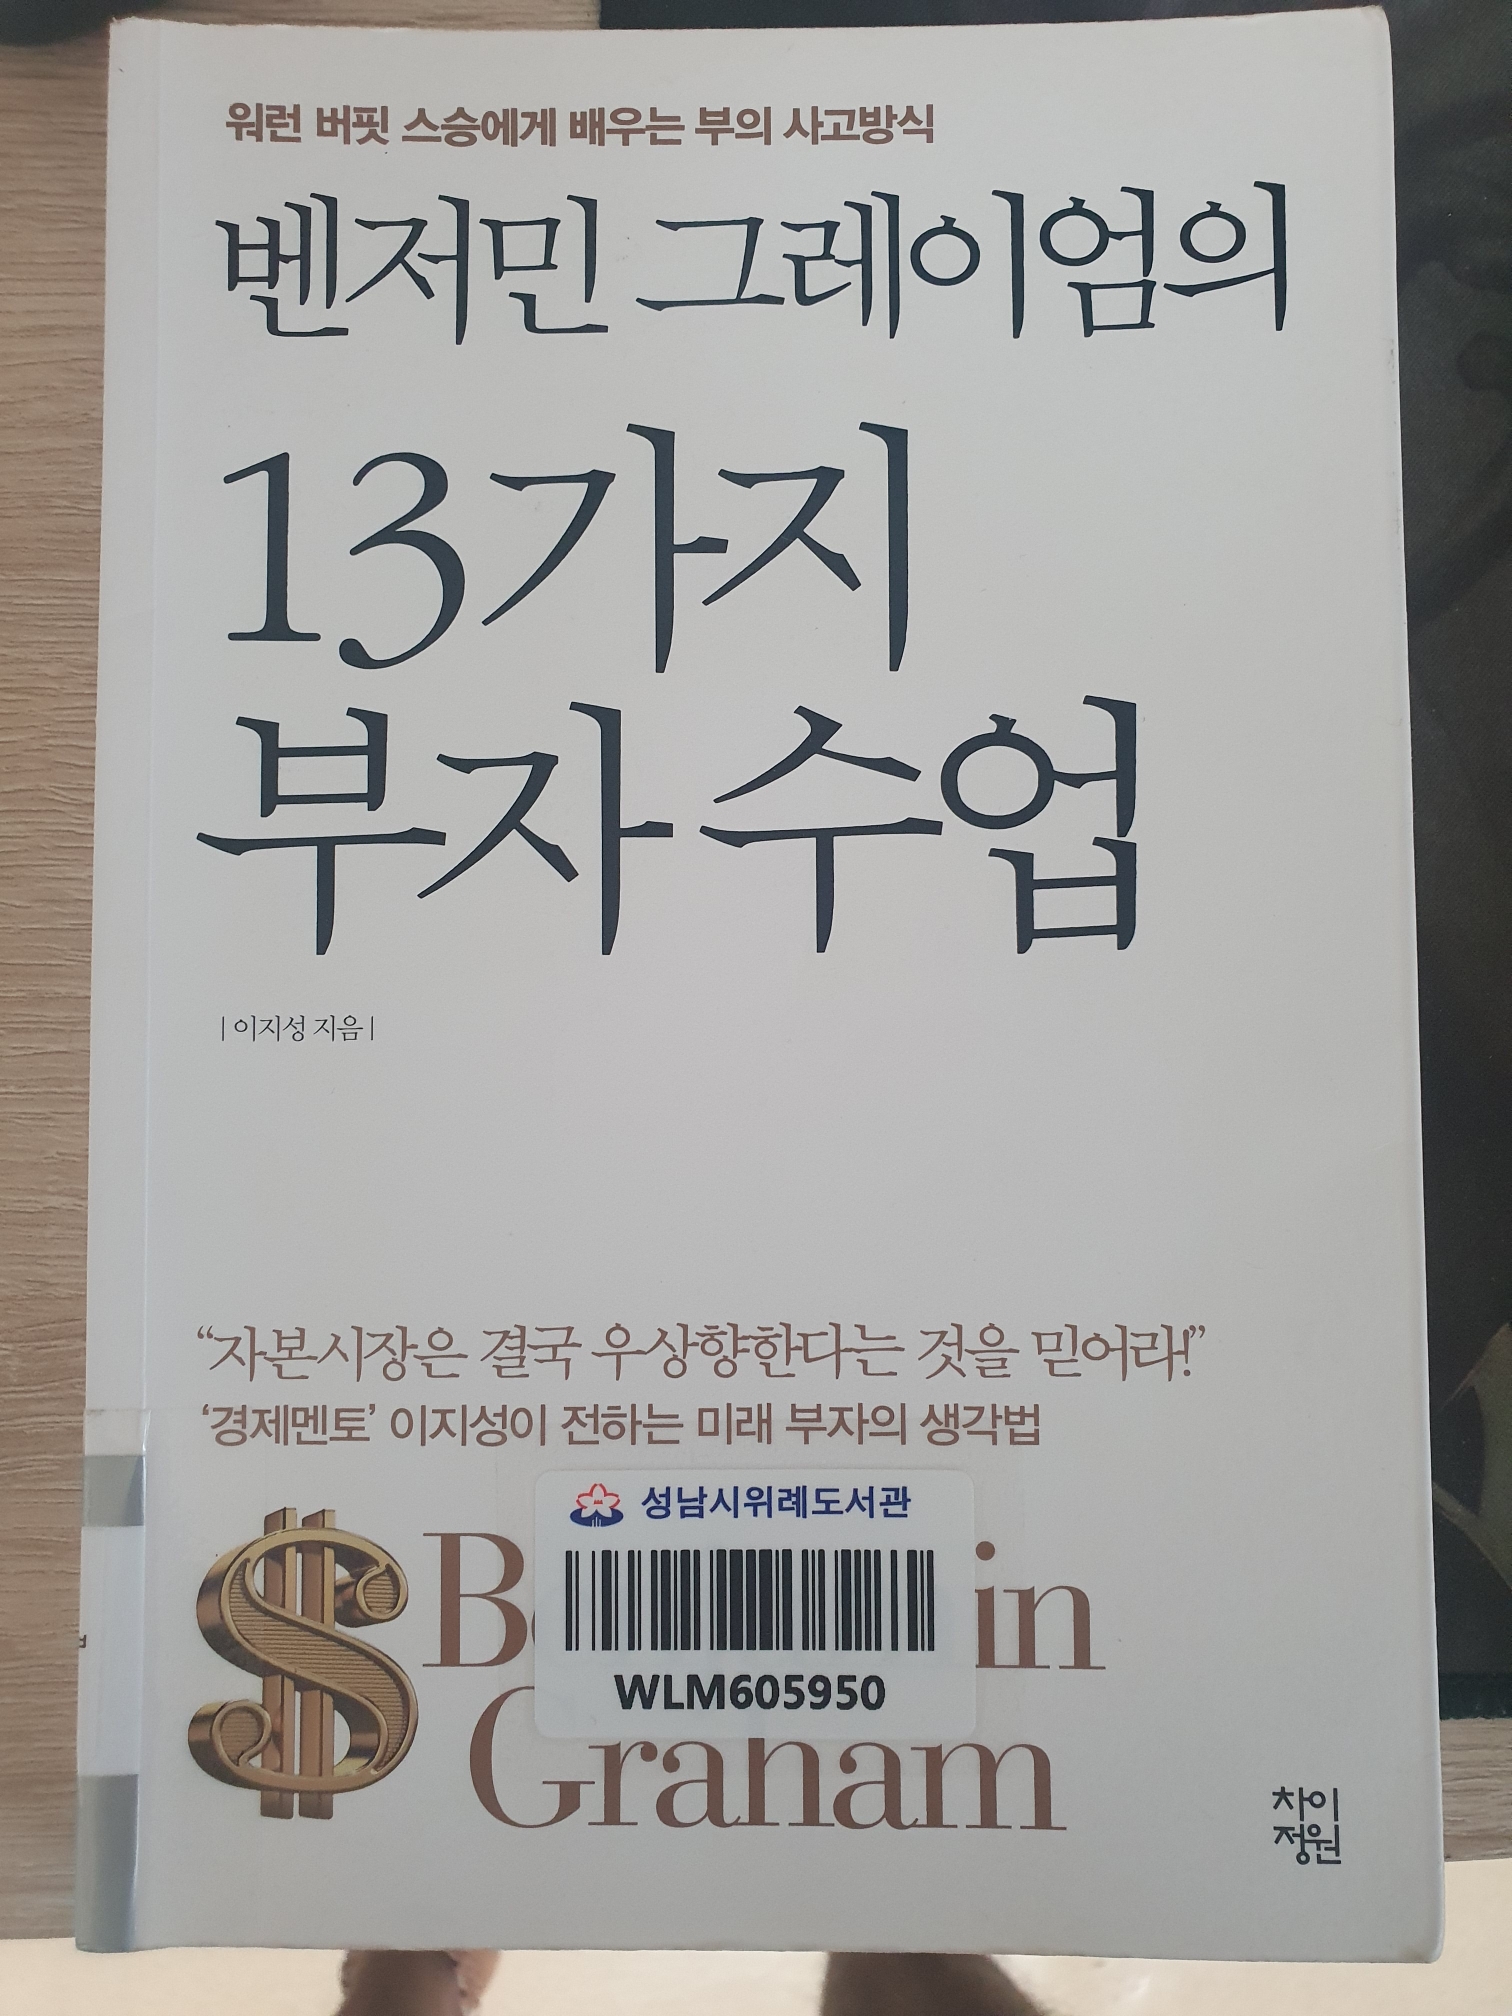 워런 버핏 스승에게 배우는 부의 사고방식
벤저민 그레이엄의
13가지
부자 수업
| 이지성 지음 |
“자본시장은 결국 우상향한다는 것을 믿어라!”
‘경제멘토’ 이지성이 전하는 미래 부자의 생각법
성남시위례도서관
WLM605950
Graham
차이
정원